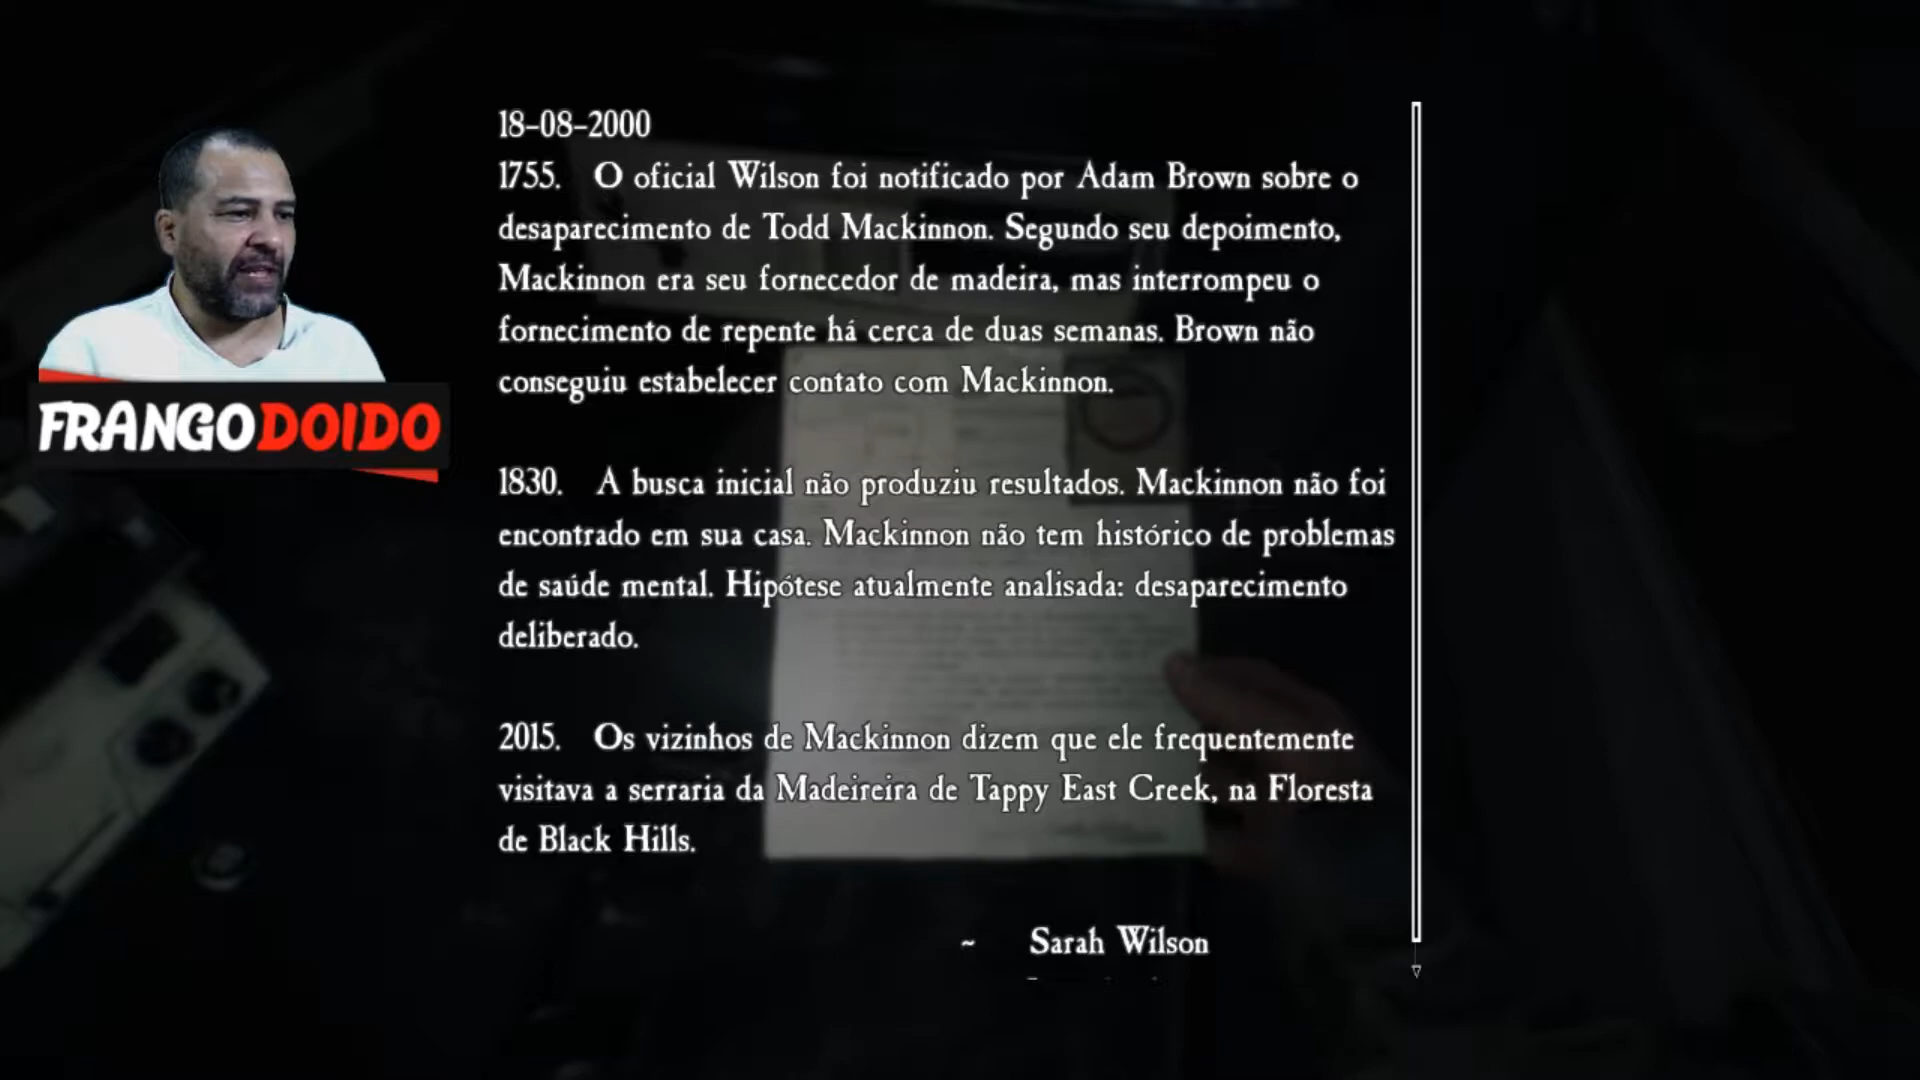 18-08-2000
1755. O oficial Wilson foi notificado por Adam Brown sobre o
desaparecimento de Todd Mackinnon. Segundo seu depoimento,
Mackinnon era seu fornecedor de madeira, mas interrompeu o
fornecimento de repente há cerca de duas semanas. Brown não
conseguiu estabelecer contato com Mackinnon.
FRANGODOIDO
1830. A busca inicial não produziu resultados. Mackinnon não foi
encontrado em sua casa. Mackinnon não tem histórico de problemas
de saúde mental. Hipótese atualmente analisada: desaparecimento
deliberado.
2015. Os vizinhos de Mackinnon dizem que ele frequentemente
visitava a serraria da Madeireira de Tappy East Creek, na Floresta
de Black Hills.
~ Sarah Wilson